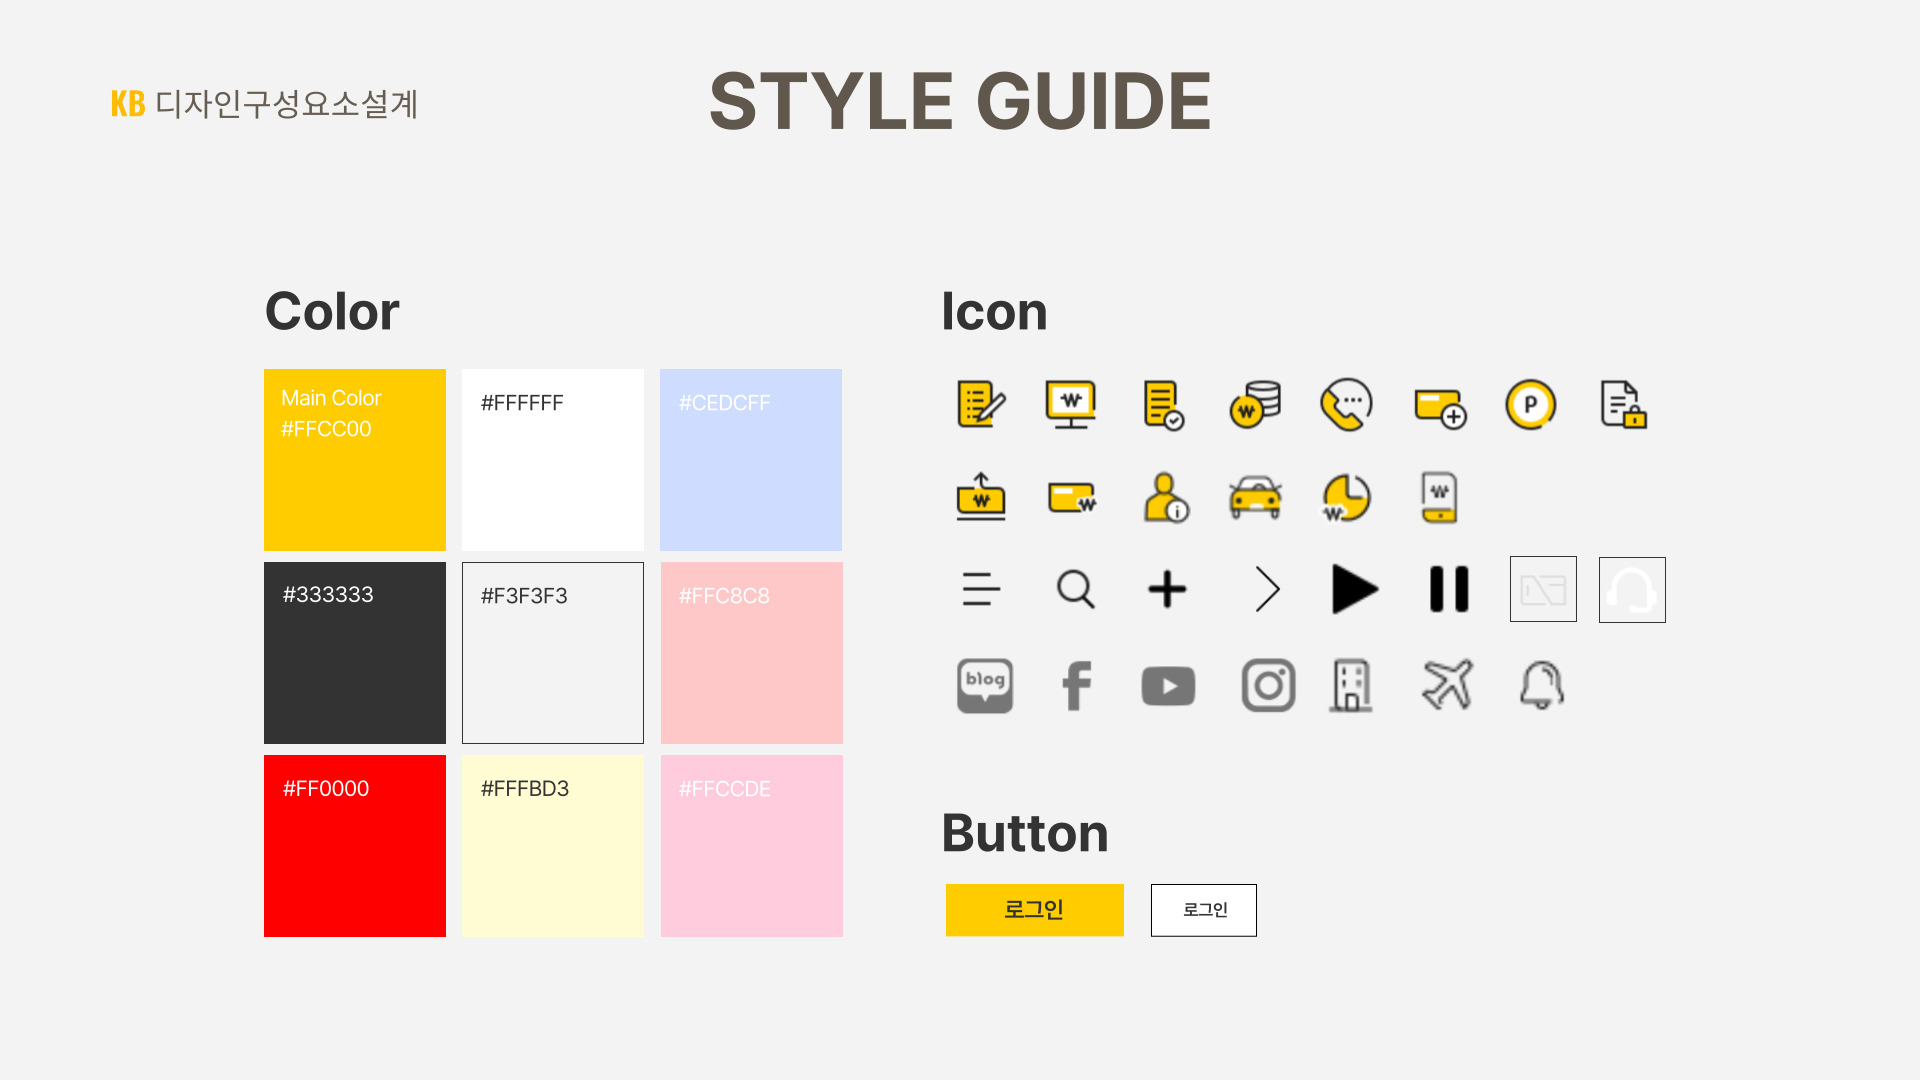 KB 디자인구성요소설계
STYLE GUIDE
Color
Main Color
#FFCC00
#FFFFFF
#CEDCFF
#333333
#F3F3F3
#FFC8C8
#FF0000
#FFFBD3
#FFCCDE
Icon
₩
₩
P
₩
₩
i
₩
₩
blog
Button
로그인
로그인